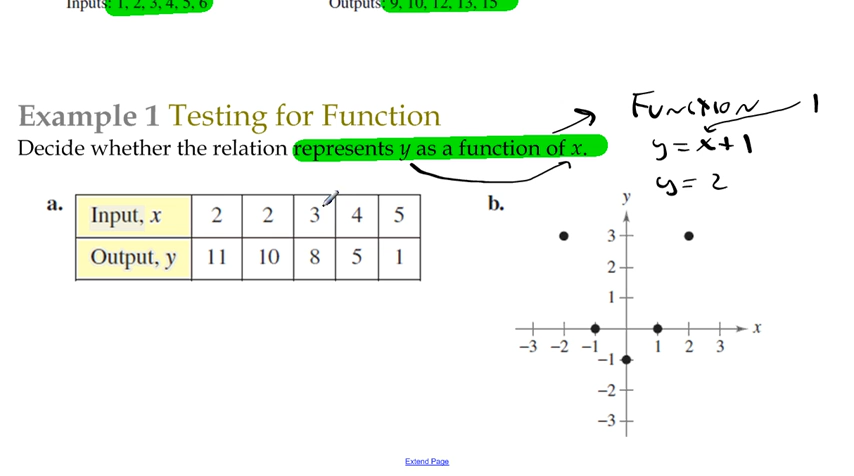 Inputs: 1, 2, 3, 4, 5, 6 Outputs: 9, 10, 12, 13, 15
Example 1 Testing for Function
Decide whether the relation represents y as a function of x.
FUNCTION 1
y = x + 1
y = 2
a.
Input, x 2 2 3 4 5
Output, y 11 10 8 5 1
b.
y
3
2
1
x
−3 −2 −1 1 2 3
−1
−2
−3
Extend Page